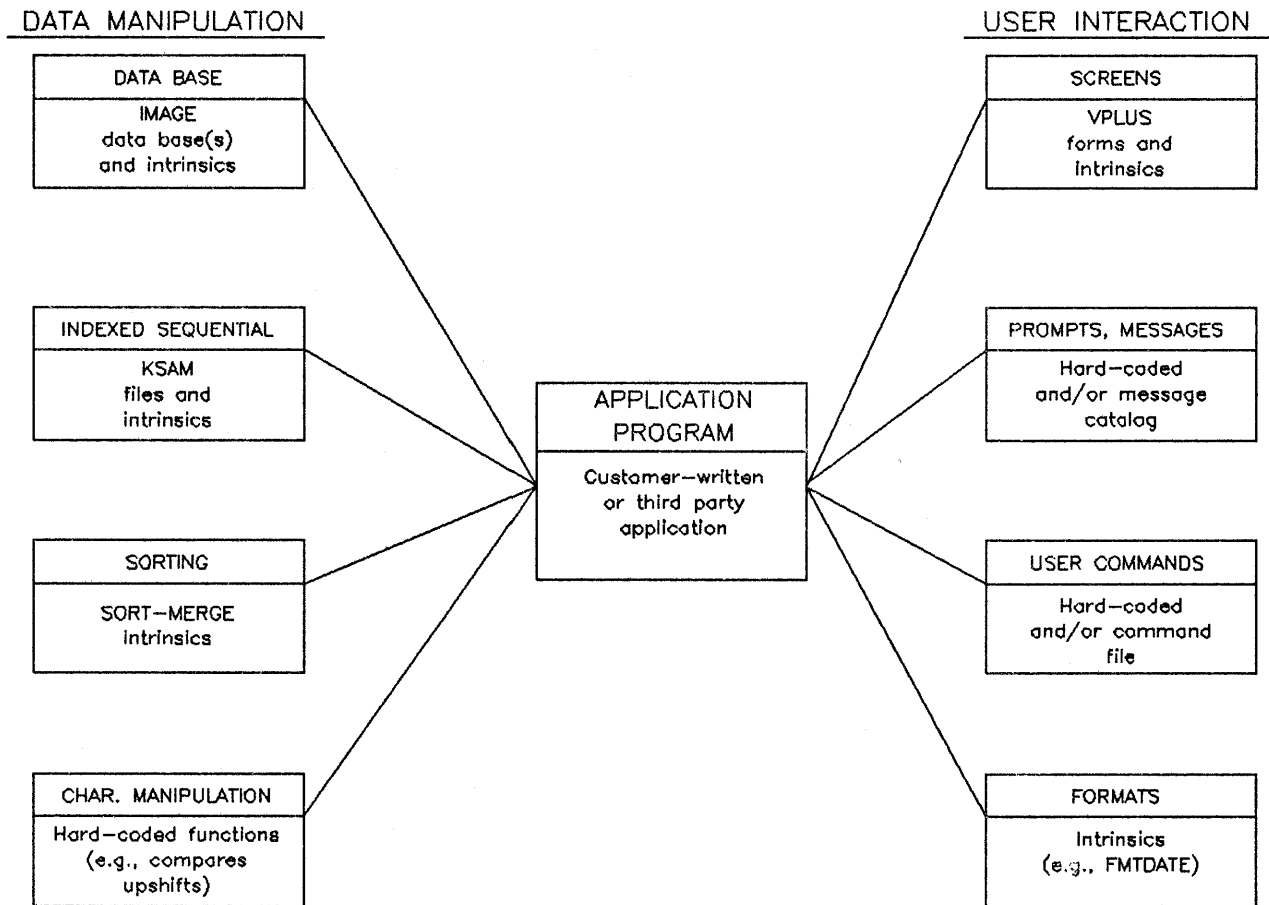 DATA MANIPULATION
DATA BASE
IMAGE
data base(s)
and intrinsics
INDEXED SEQUENTIAL
KSAM
files and
intrinsics
SORTING
SORT-MERGE
intrinsics
CHAR. MANIPULATION
Hard-coded functions
(e.g., compares
upshifts)
APPLICATION
PROGRAM
Customer-written
or third party
application
USER INTERACTION
SCREENS
VPLUS
forms and
intrinsics
PROMPTS, MESSAGES
Hard-coded
and/or message
catalog
USER COMMANDS
Hard-coded
and/or command
file
FORMATS
Intrinsics
(e.g., FMTDATE)